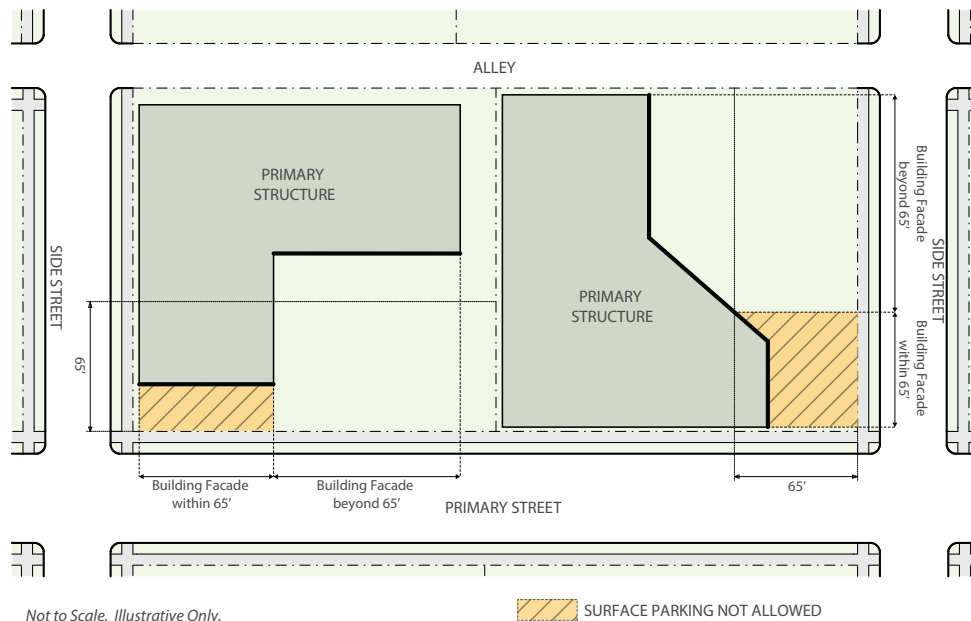 ALLEY
PRIMARY
STRUCTURE
PRIMARY
STRUCTURE
SIDE STREET
65'
Building Facade
beyond 65'
Building Facade
within 65'
SIDE STREET
Building Facade
within 65'
Building Facade
beyond 65'
65'
PRIMARY STREET
Not to Scale. Illustrative Only.
SURFACE PARKING NOT ALLOWED